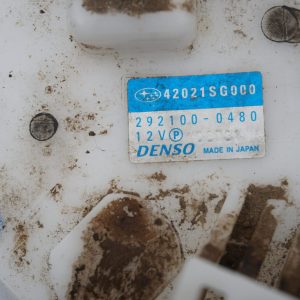 42021SG000
292100-0480
12V P
DENSO MADE IN JAPAN